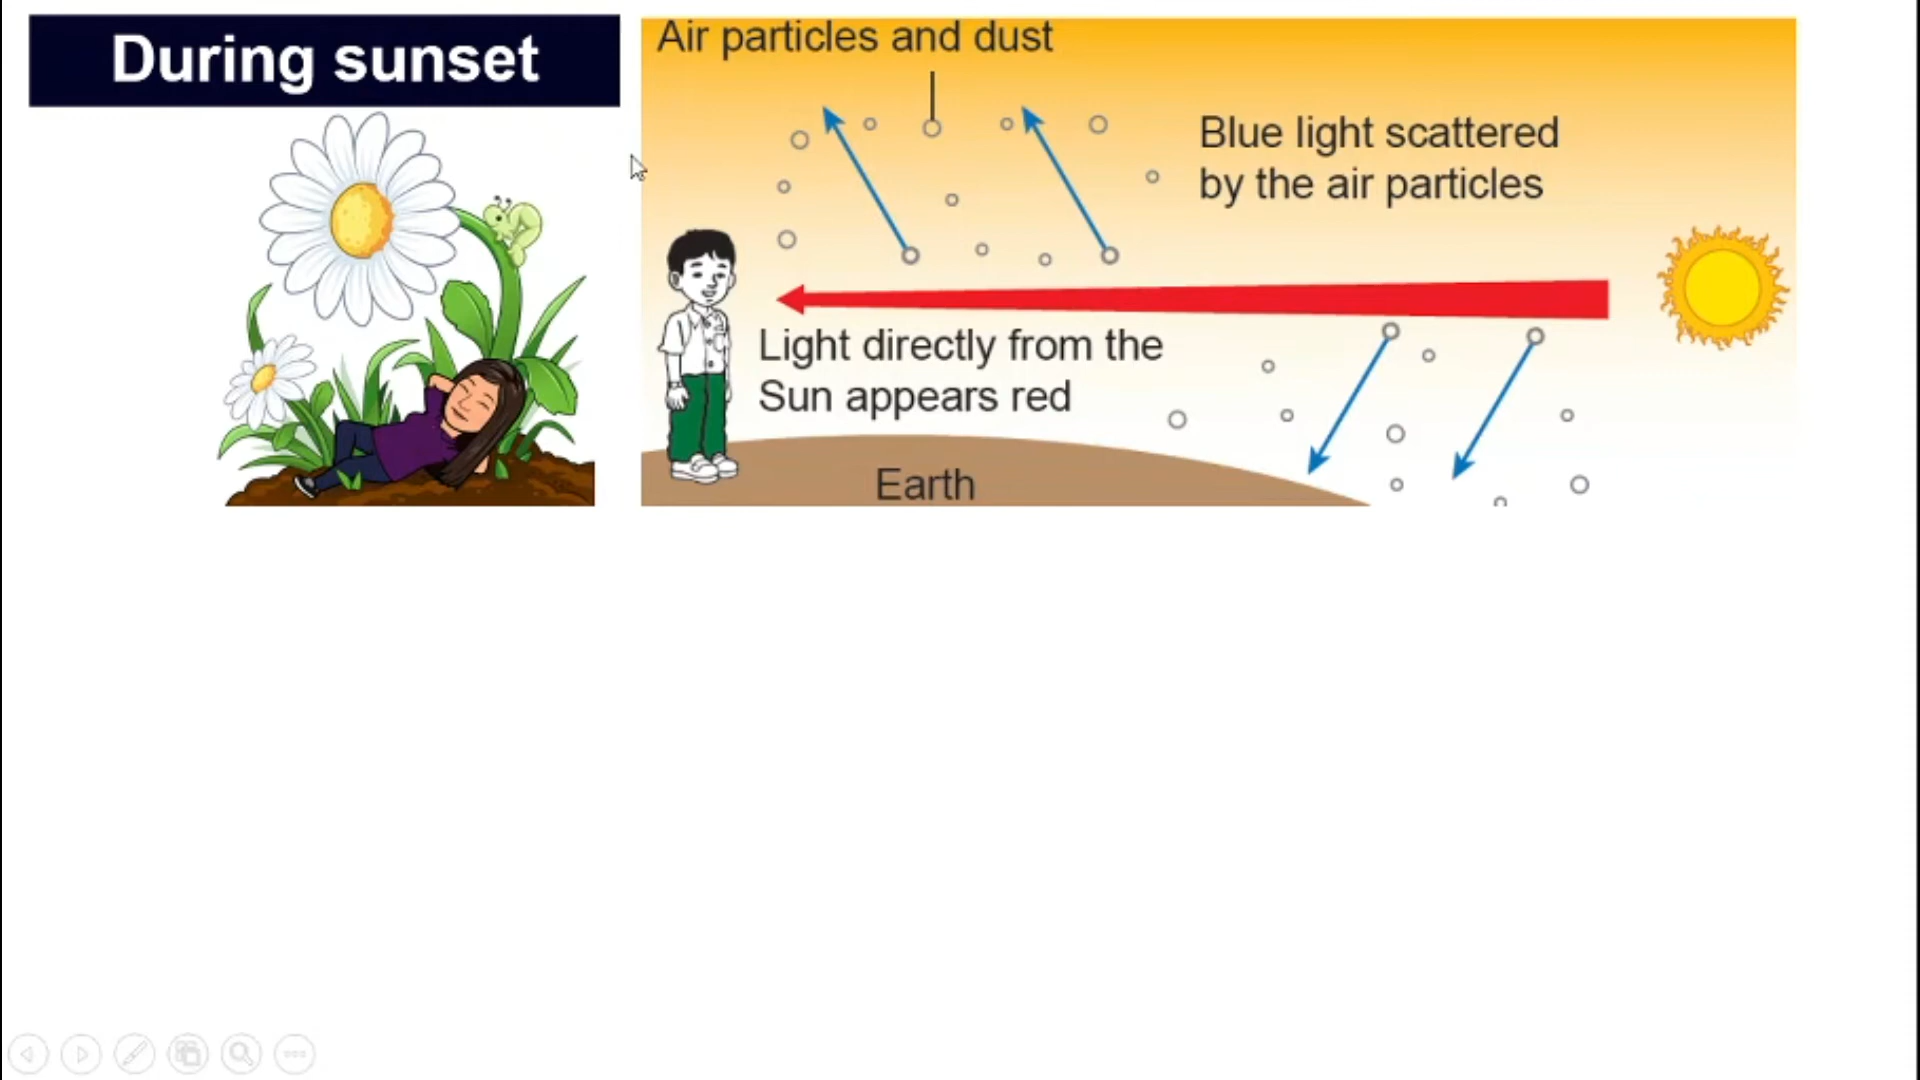 During sunset
Air particles and dust
Blue light scattered
by the air particles
Light directly from the
Sun appears red
Earth